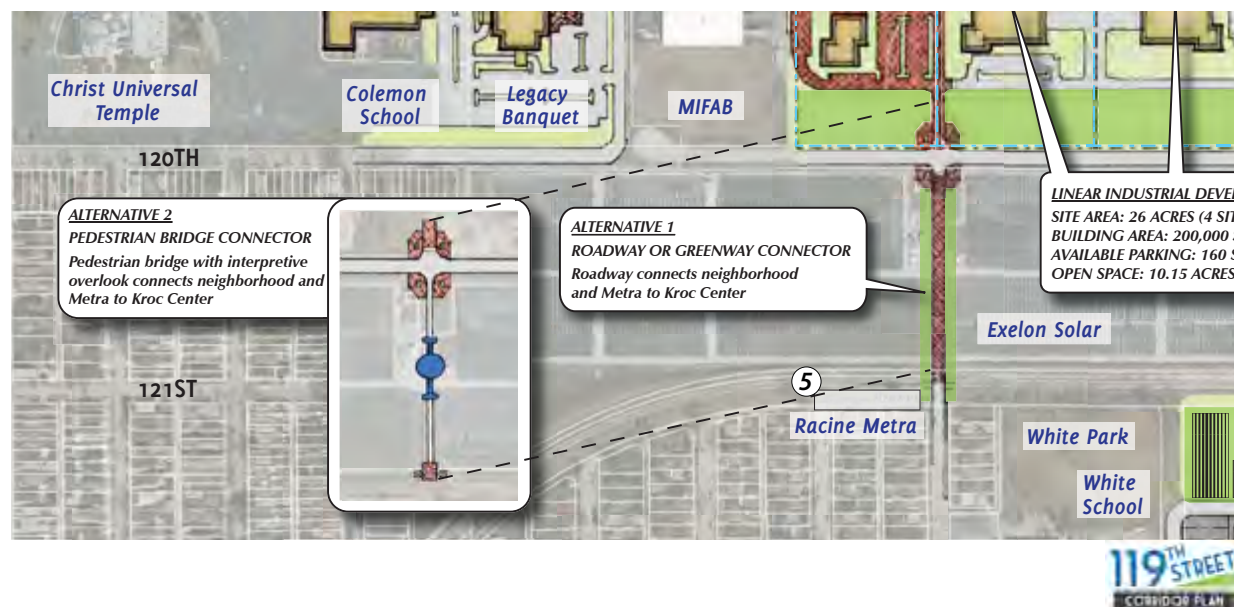 Christ Universal
Temple
Colemon
School
Legacy
Banquet
MIFAB
120TH
ALTERNATIVE 2
PEDESTRIAN BRIDGE CONNECTOR
Pedestrian bridge with interpretive
overlook connects neighborhood and
Metra to Kroc Center
ALTERNATIVE 1
ROADWAY OR GREENWAY CONNECTOR
Roadway connects neighborhood
and Metra to Kroc Center
LINEAR INDUSTRIAL DEVE
SITE AREA: 26 ACRES (4 SIT
BUILDING AREA: 200,000
AVAILABLE PARKING: 160 S
OPEN SPACE: 10.15 ACRES
Exelon Solar
121ST
5
Racine Metra
White Park
White
School
119TH
STREET
CORRIDOR PLAN